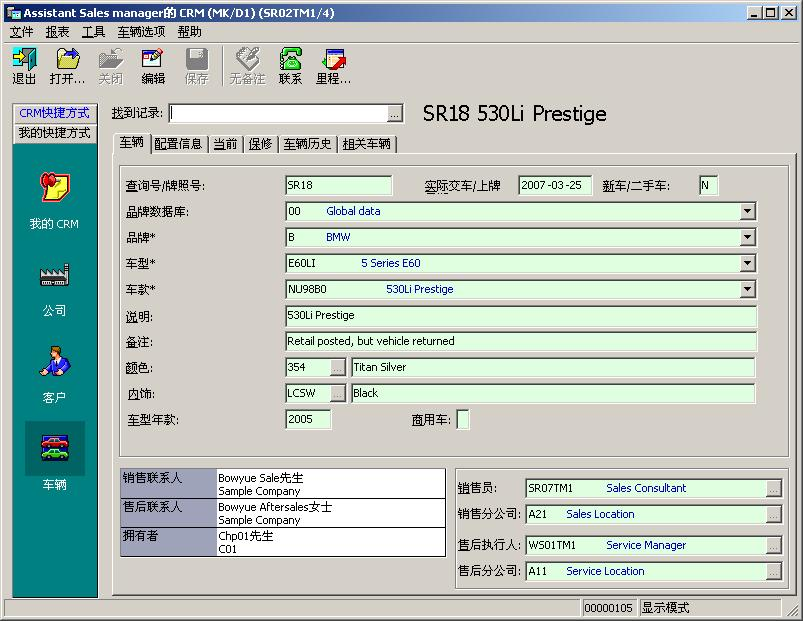 Assistant Sales manager的 CRM (MK/D1) (SR02TM1/4)
文件 报表 工具 车辆选项 帮助
退出 打开... 关闭 编辑 保存 无备注 联系 里程...
CRM快捷方式
我的快捷方式
我的 CRM
公司
客户
车辆
找到记录: ...
SR18 530Li Prestige
车辆 配置信息 当前 保修 车辆历史 相关车辆
查询号/牌照号: SR18 实际交车/上牌 2007-03-25 新车/二手车: N
品牌数据库: 00 Global data
品牌* B BMW
车型* E60LI 5 Series E60
车款* NU98B0 530Li Prestige
说明: 530Li Prestige
备注: Retail posted, but vehicle returned
颜色: 354 ... Titan Silver
内饰: LCSW ... Black
车型年款: 2005 商用车:
销售联系人 Bowyue Sale先生
Sample Company
售后联系人 Bowyue Aftersales女士
Sample Company
拥有者 Chp01先生
C01
销售员: SR07TM1 Sales Consultant ...
销售分公司: A21 Sales Location ...
售后执行人: WS01TM1 Service Manager ...
售后分公司: A11 Service Location ...
00000105 显示模式